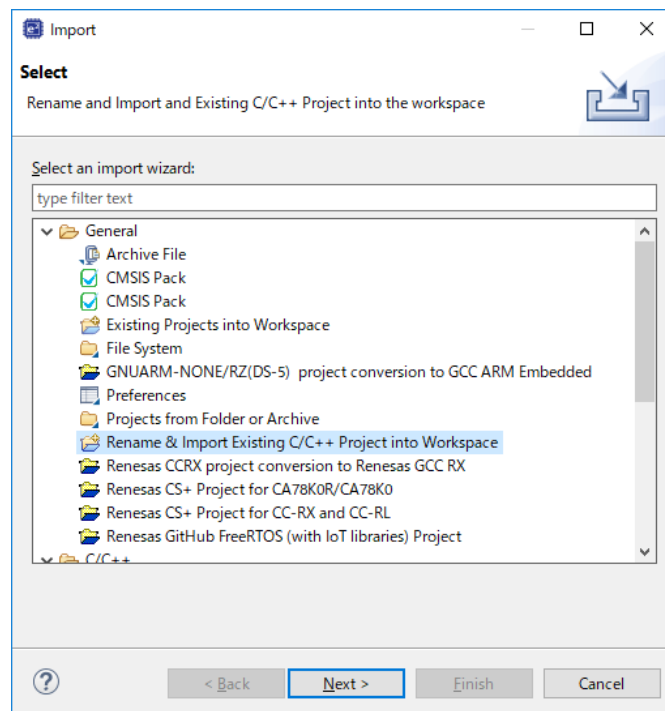 Import
Select
Rename and Import and Existing C/C++ Project into the workspace
Select an import wizard:
type filter text
General
Archive File
CMSIS Pack
CMSIS Pack
Existing Projects into Workspace
File System
GNUARM-NONE/RZ(DS-5)  project conversion to GCC ARM Embedded
Preferences
Projects from Folder or Archive
Rename & Import Existing C/C++ Project into Workspace
Renesas CCRX project conversion to Renesas GCC RX
Renesas CS+ Project for CA78K0R/CA78K0
Renesas CS+ Project for CC-RX and CC-RL
Renesas GitHub FreeRTOS (with IoT libraries) Project
C/C++
< Back Next > Finish Cancel